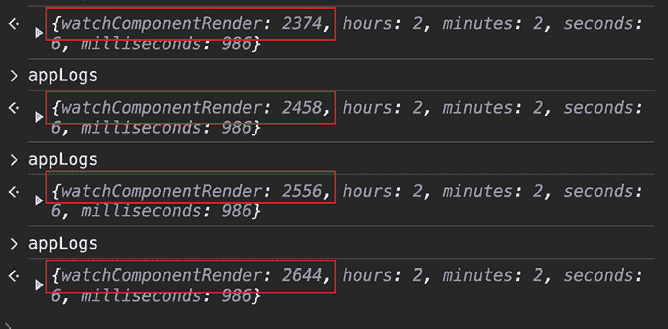 {watchComponentRender: 2374, hours: 2, minutes: 2, seconds:
6, milliseconds: 986}
> appLogs
{watchComponentRender: 2458, hours: 2, minutes: 2, seconds:
6, milliseconds: 986}
> appLogs
{watchComponentRender: 2556, hours: 2, minutes: 2, seconds:
6, milliseconds: 986}
> appLogs
{watchComponentRender: 2644, hours: 2, minutes: 2, seconds:
6, milliseconds: 986}